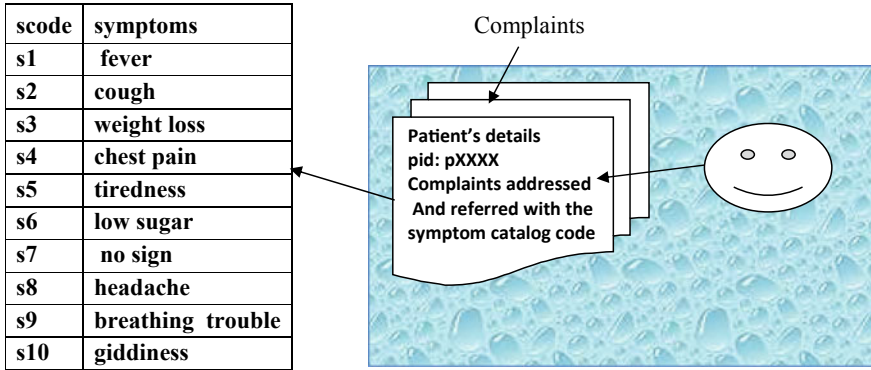 scode symptoms
s1 fever
s2 cough
s3 weight loss
s4 chest pain
s5 tiredness
s6 low sugar
s7 no sign
s8 headache
s9 breathing trouble
s10 giddiness
Complaints
Patient's details
pid: pXXXX
Complaints addressed
And referred with the
symptom catalog code